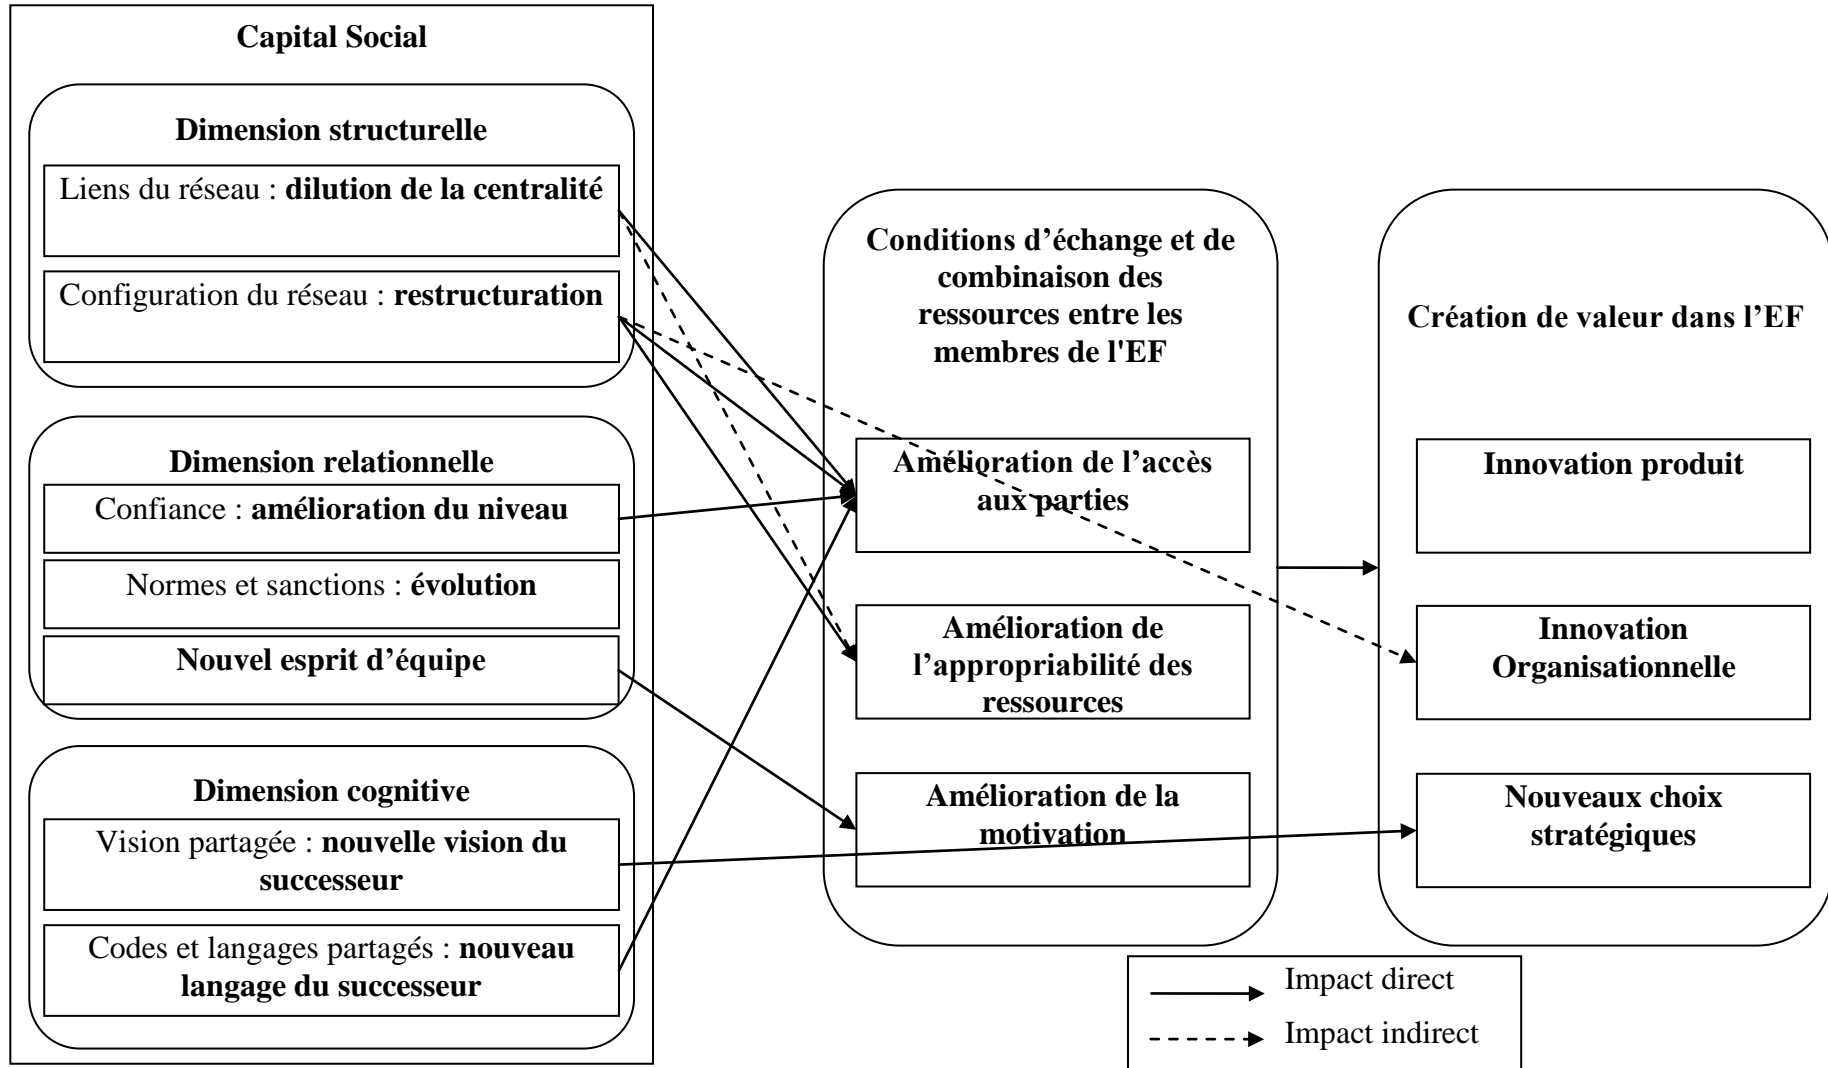 Capital Social
Dimension structurelle
Liens du réseau : dilution de la centralité
Configuration du réseau : restructuration
Dimension relationnelle
Confiance : amélioration du niveau
Normes et sanctions : évolution
Nouvel esprit d’équipe
Dimension cognitive
Vision partagée : nouvelle vision du
successeur
Codes et langages partagés : nouveau
langage du successeur
Conditions d’échange et de
combinaison des
ressources entre les
membres de l'EF
Amélioration de l’accès
aux parties
Amélioration de
l’appropriabilité des
ressources
Amélioration de la
motivation
Création de valeur dans l’EF
Innovation produit
Innovation
Organisationnelle
Nouveaux choix
stratégiques
Impact direct
Impact indirect